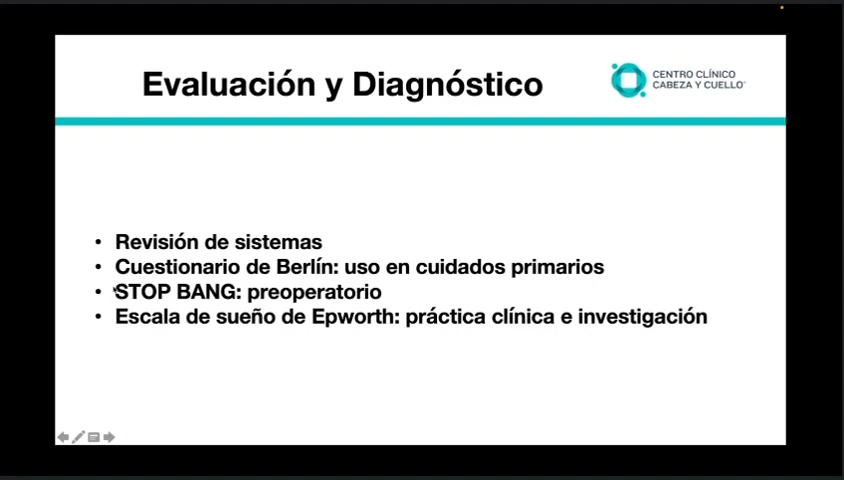 Evaluación y Diagnóstico
CENTRO CLÍNICO
CABEZA Y CUELLO
• Revisión de sistemas
• Cuestionario de Berlín: uso en cuidados primarios
• STOP BANG: preoperatorio
• Escala de sueño de Epworth: práctica clínica e investigación